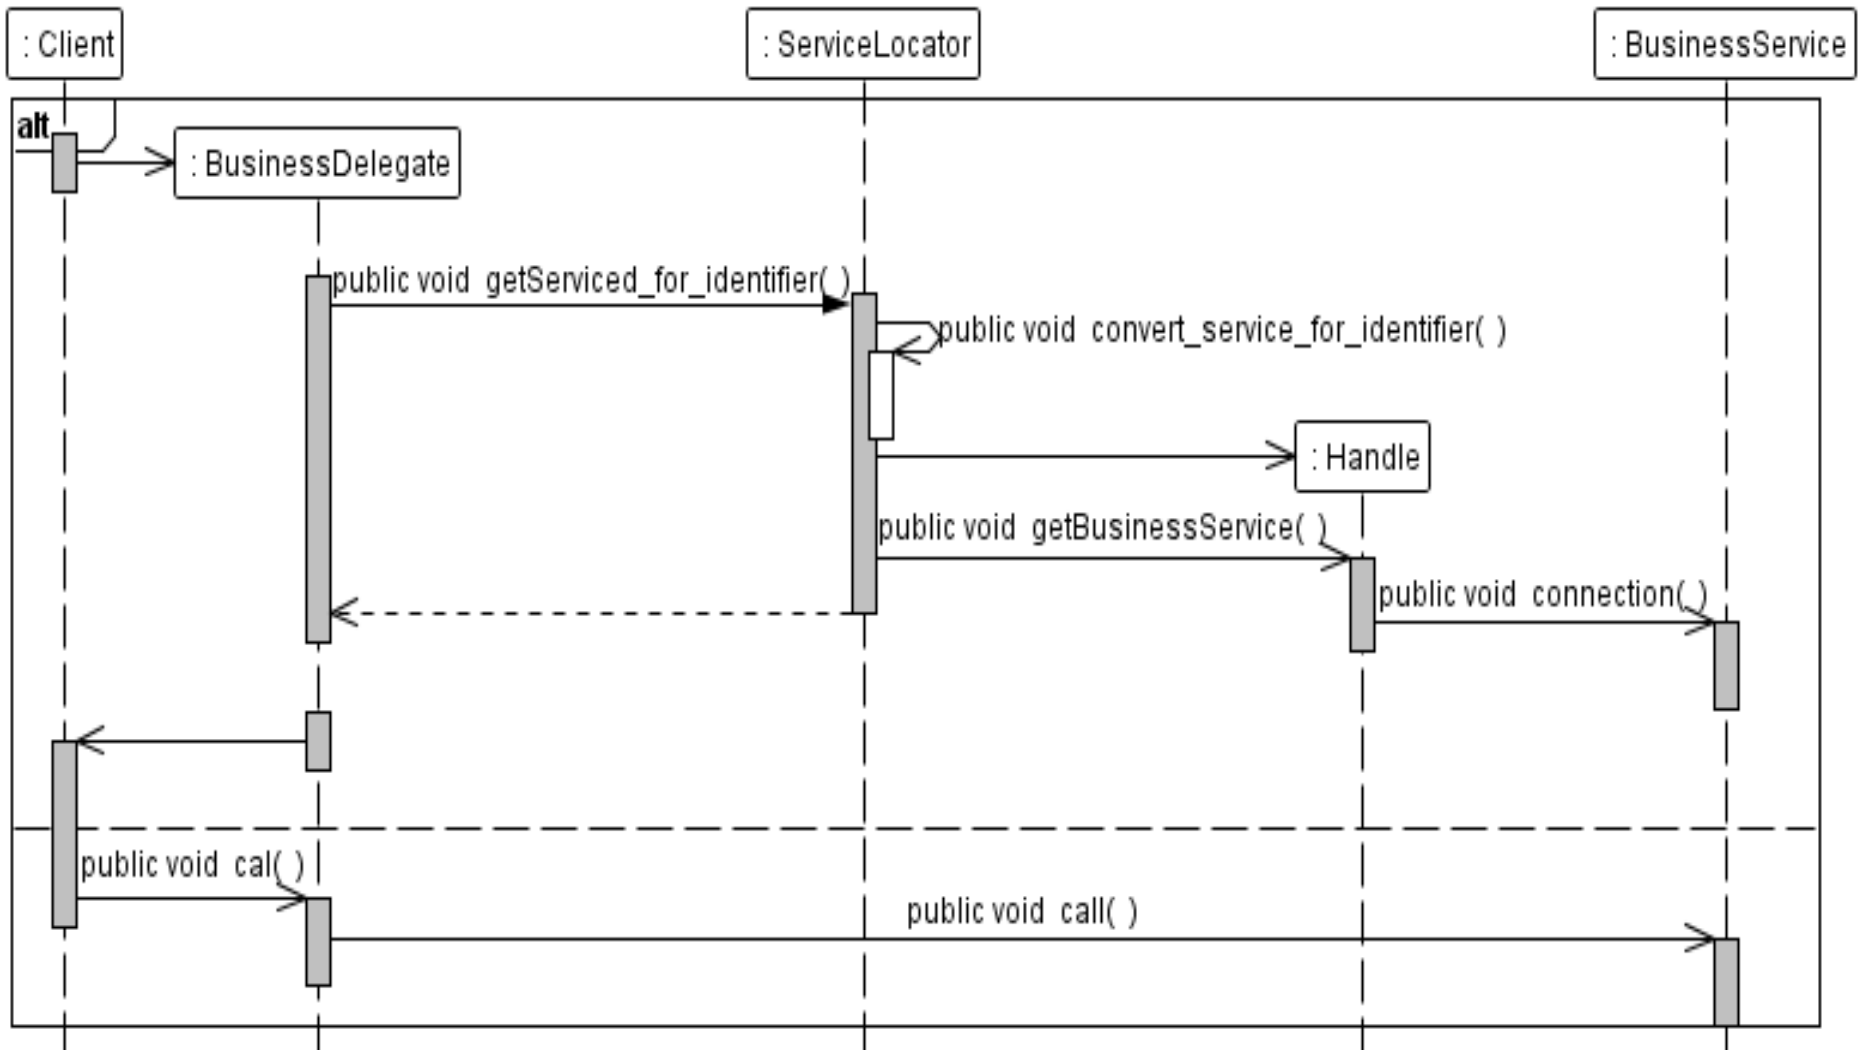 : Client
: ServiceLocator
: BusinessService
alt
: BusinessDelegate
public void getServiced_for_identifier( )
public void convert_service_for_identifier( )
: Handle
public void getBusinessService( )
public void connection( )
public void cal( )
public void call( )